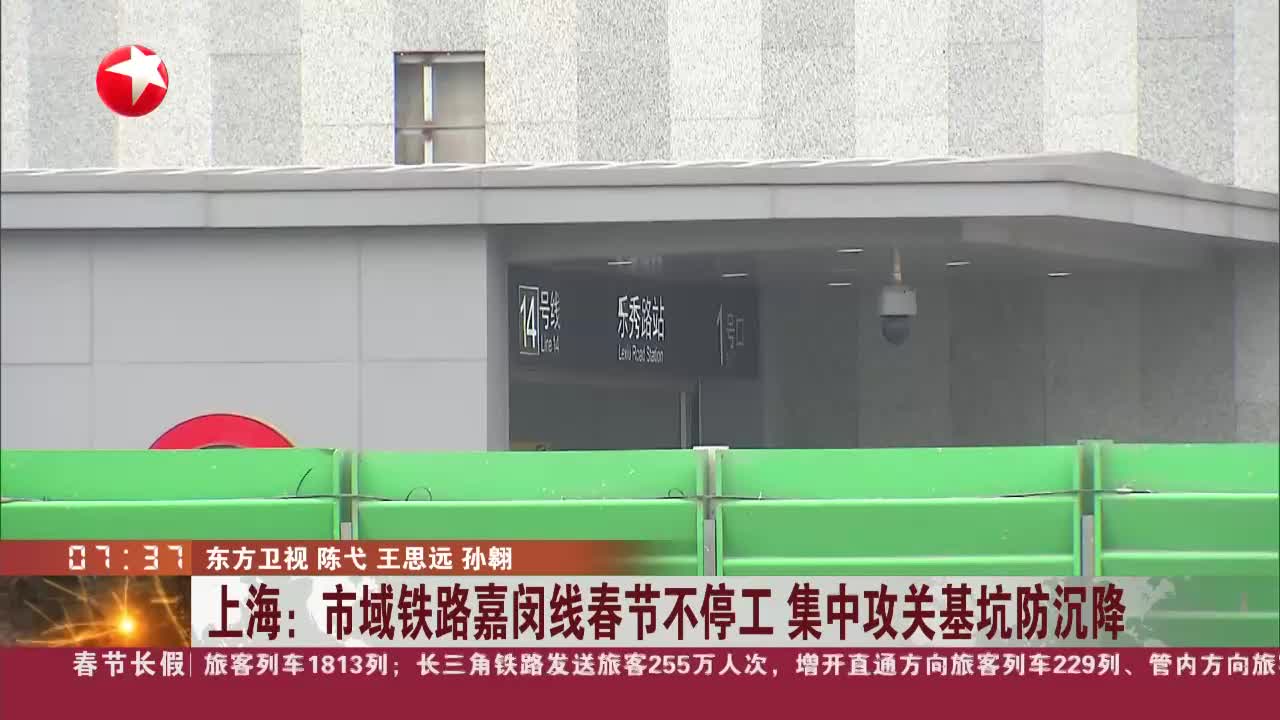 14 号线 Line 14
乐秀路站
Lexiu Road Station
1号口
07:37
东方卫视 陈弋 王思远 孙翱
上海：市域铁路嘉闵线春节不停工 集中攻关基坑防沉降
春节长假 旅客列车1813列；长三角铁路发送旅客255万人次，增开直通方向旅客列车229列、管内方向旅